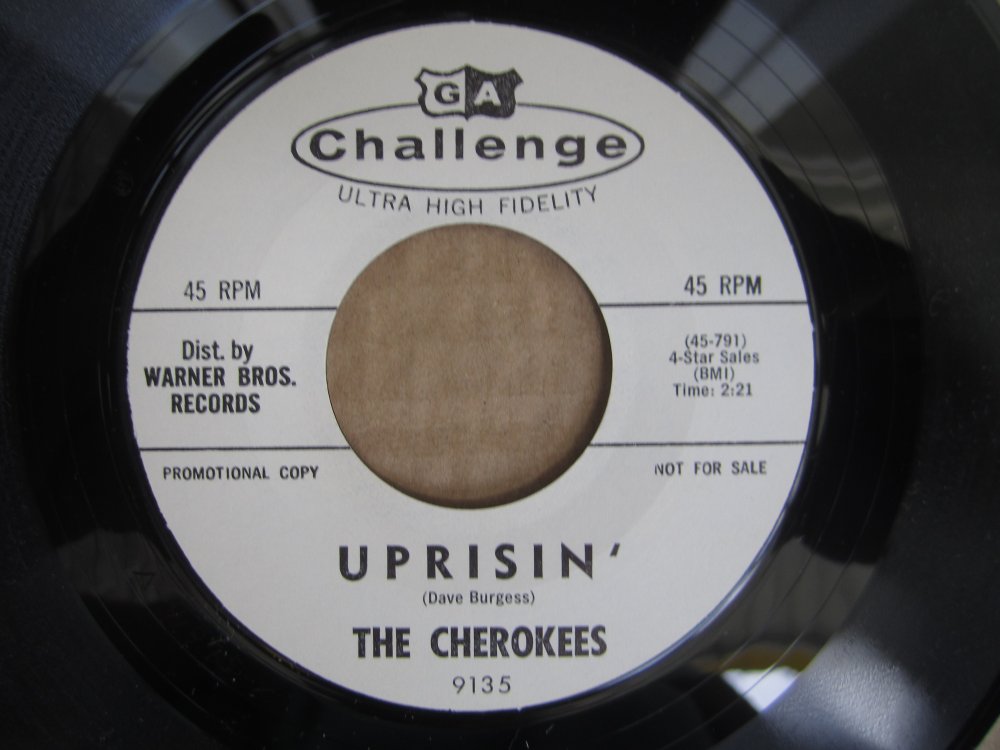 GA
Challenge
ULTRA HIGH FIDELITY
45 RPM
45 RPM
Dist. by
WARNER BROS.
RECORDS
(45-791)
4-Star Sales
(BMI)
Time: 2:21
PROMOTIONAL COPY
NOT FOR SALE
UPRISIN'
(Dave Burgess)
THE CHEROKEES
9135